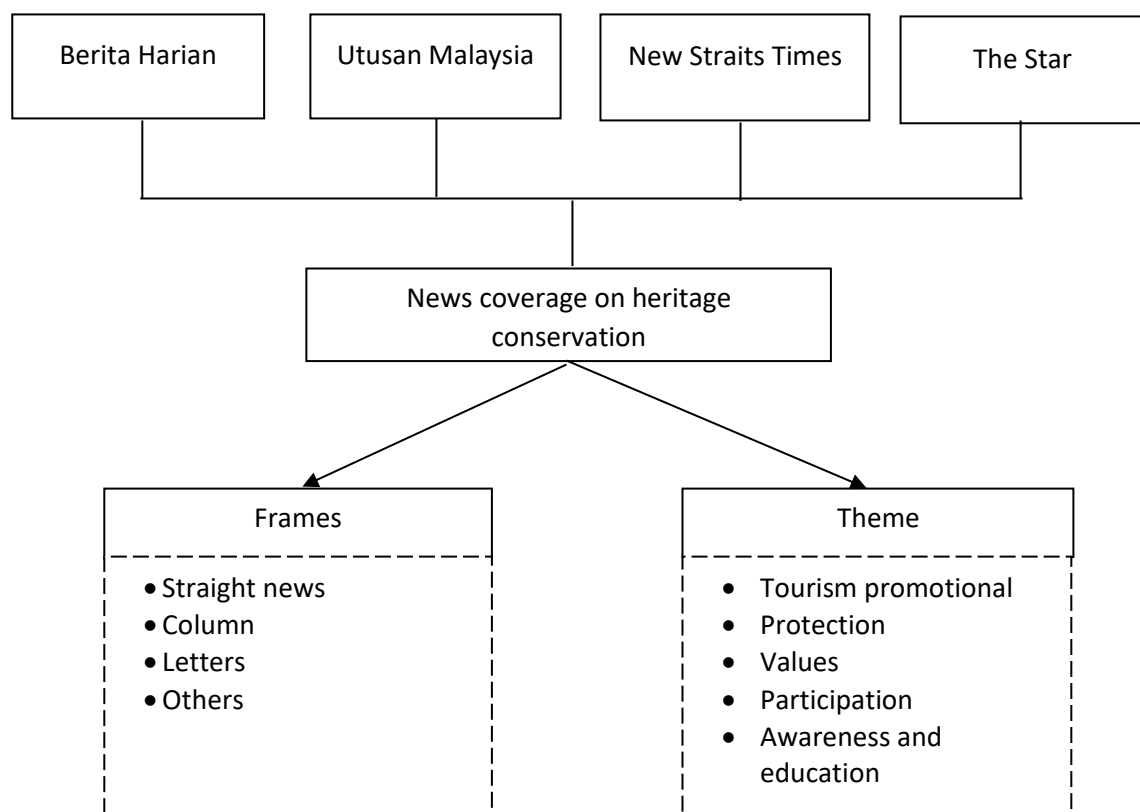 Berita Harian
Utusan Malaysia
New Straits Times
The Star
News coverage on heritage
conservation
Frames
• Straight news
• Column
• Letters
• Others
Theme
• Tourism promotional
• Protection
• Values
• Participation
• Awareness and
education